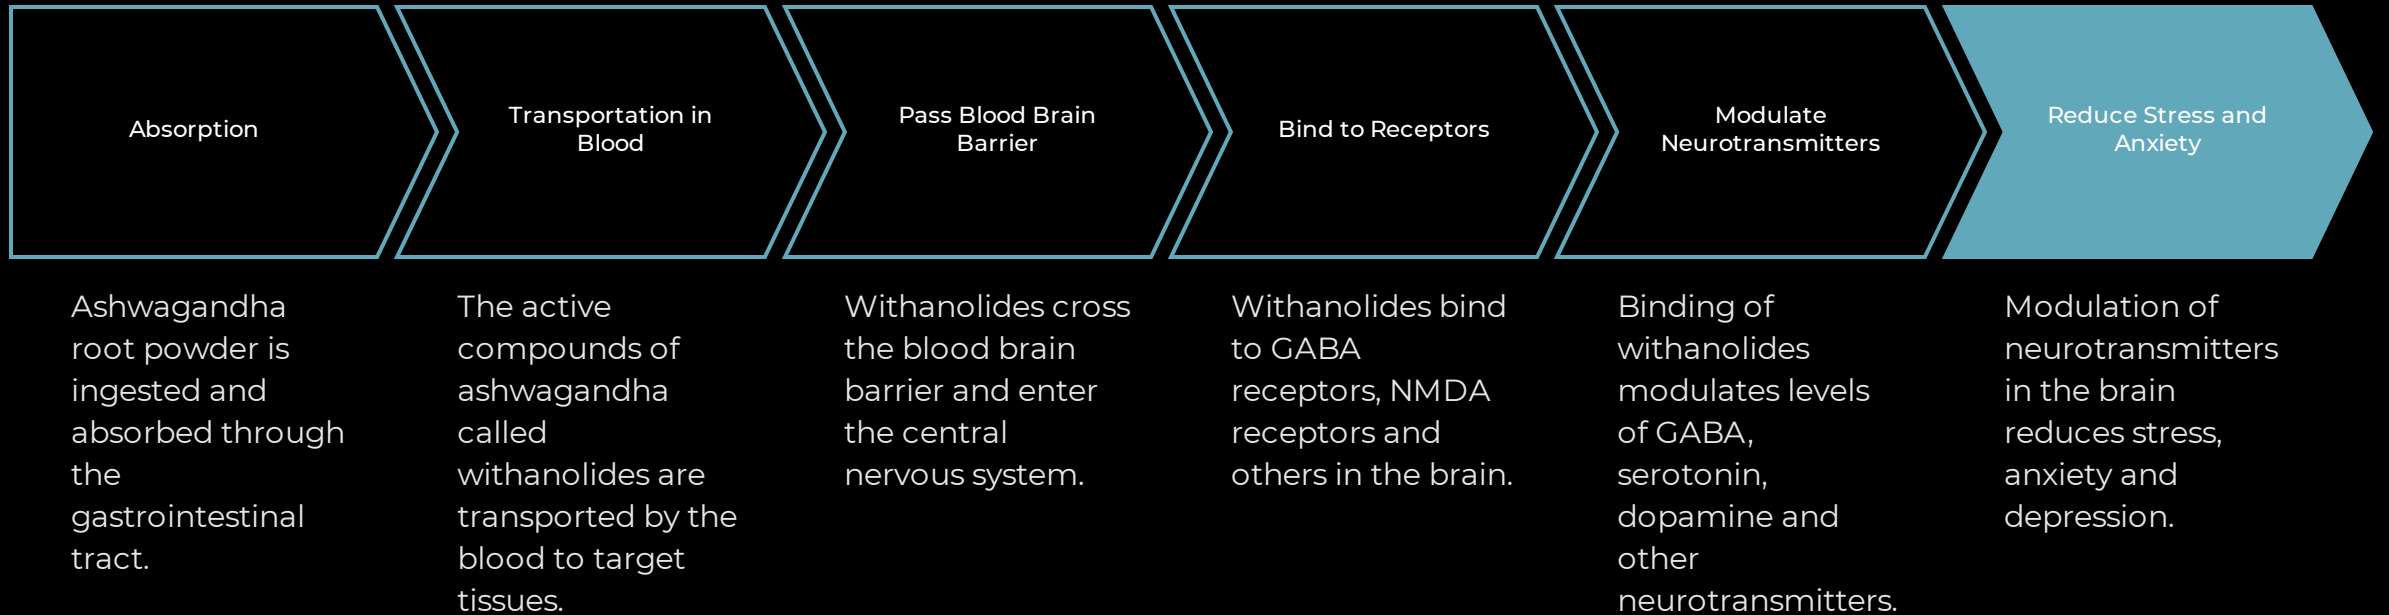 Absorption
Transportation in
Blood
Pass Blood Brain
Barrier
Bind to Receptors
Modulate
Neurotransmitters
Reduce Stress and
Anxiety
Ashwagandha
root powder is
ingested and
absorbed through
the
gastrointestinal
tract.
The active
compounds of
ashwagandha
called
withanolides are
transported by the
blood to target
tissues.
Withanolides cross
the blood brain
barrier and enter
the central
nervous system.
Withanolides bind
to GABA
receptors, NMDA
receptors and
others in the brain.
Binding of
withanolides
modulates levels
of GABA,
serotonin,
dopamine and
other
neurotransmitters.
Modulation of
neurotransmitters
in the brain
reduces stress,
anxiety and
depression.